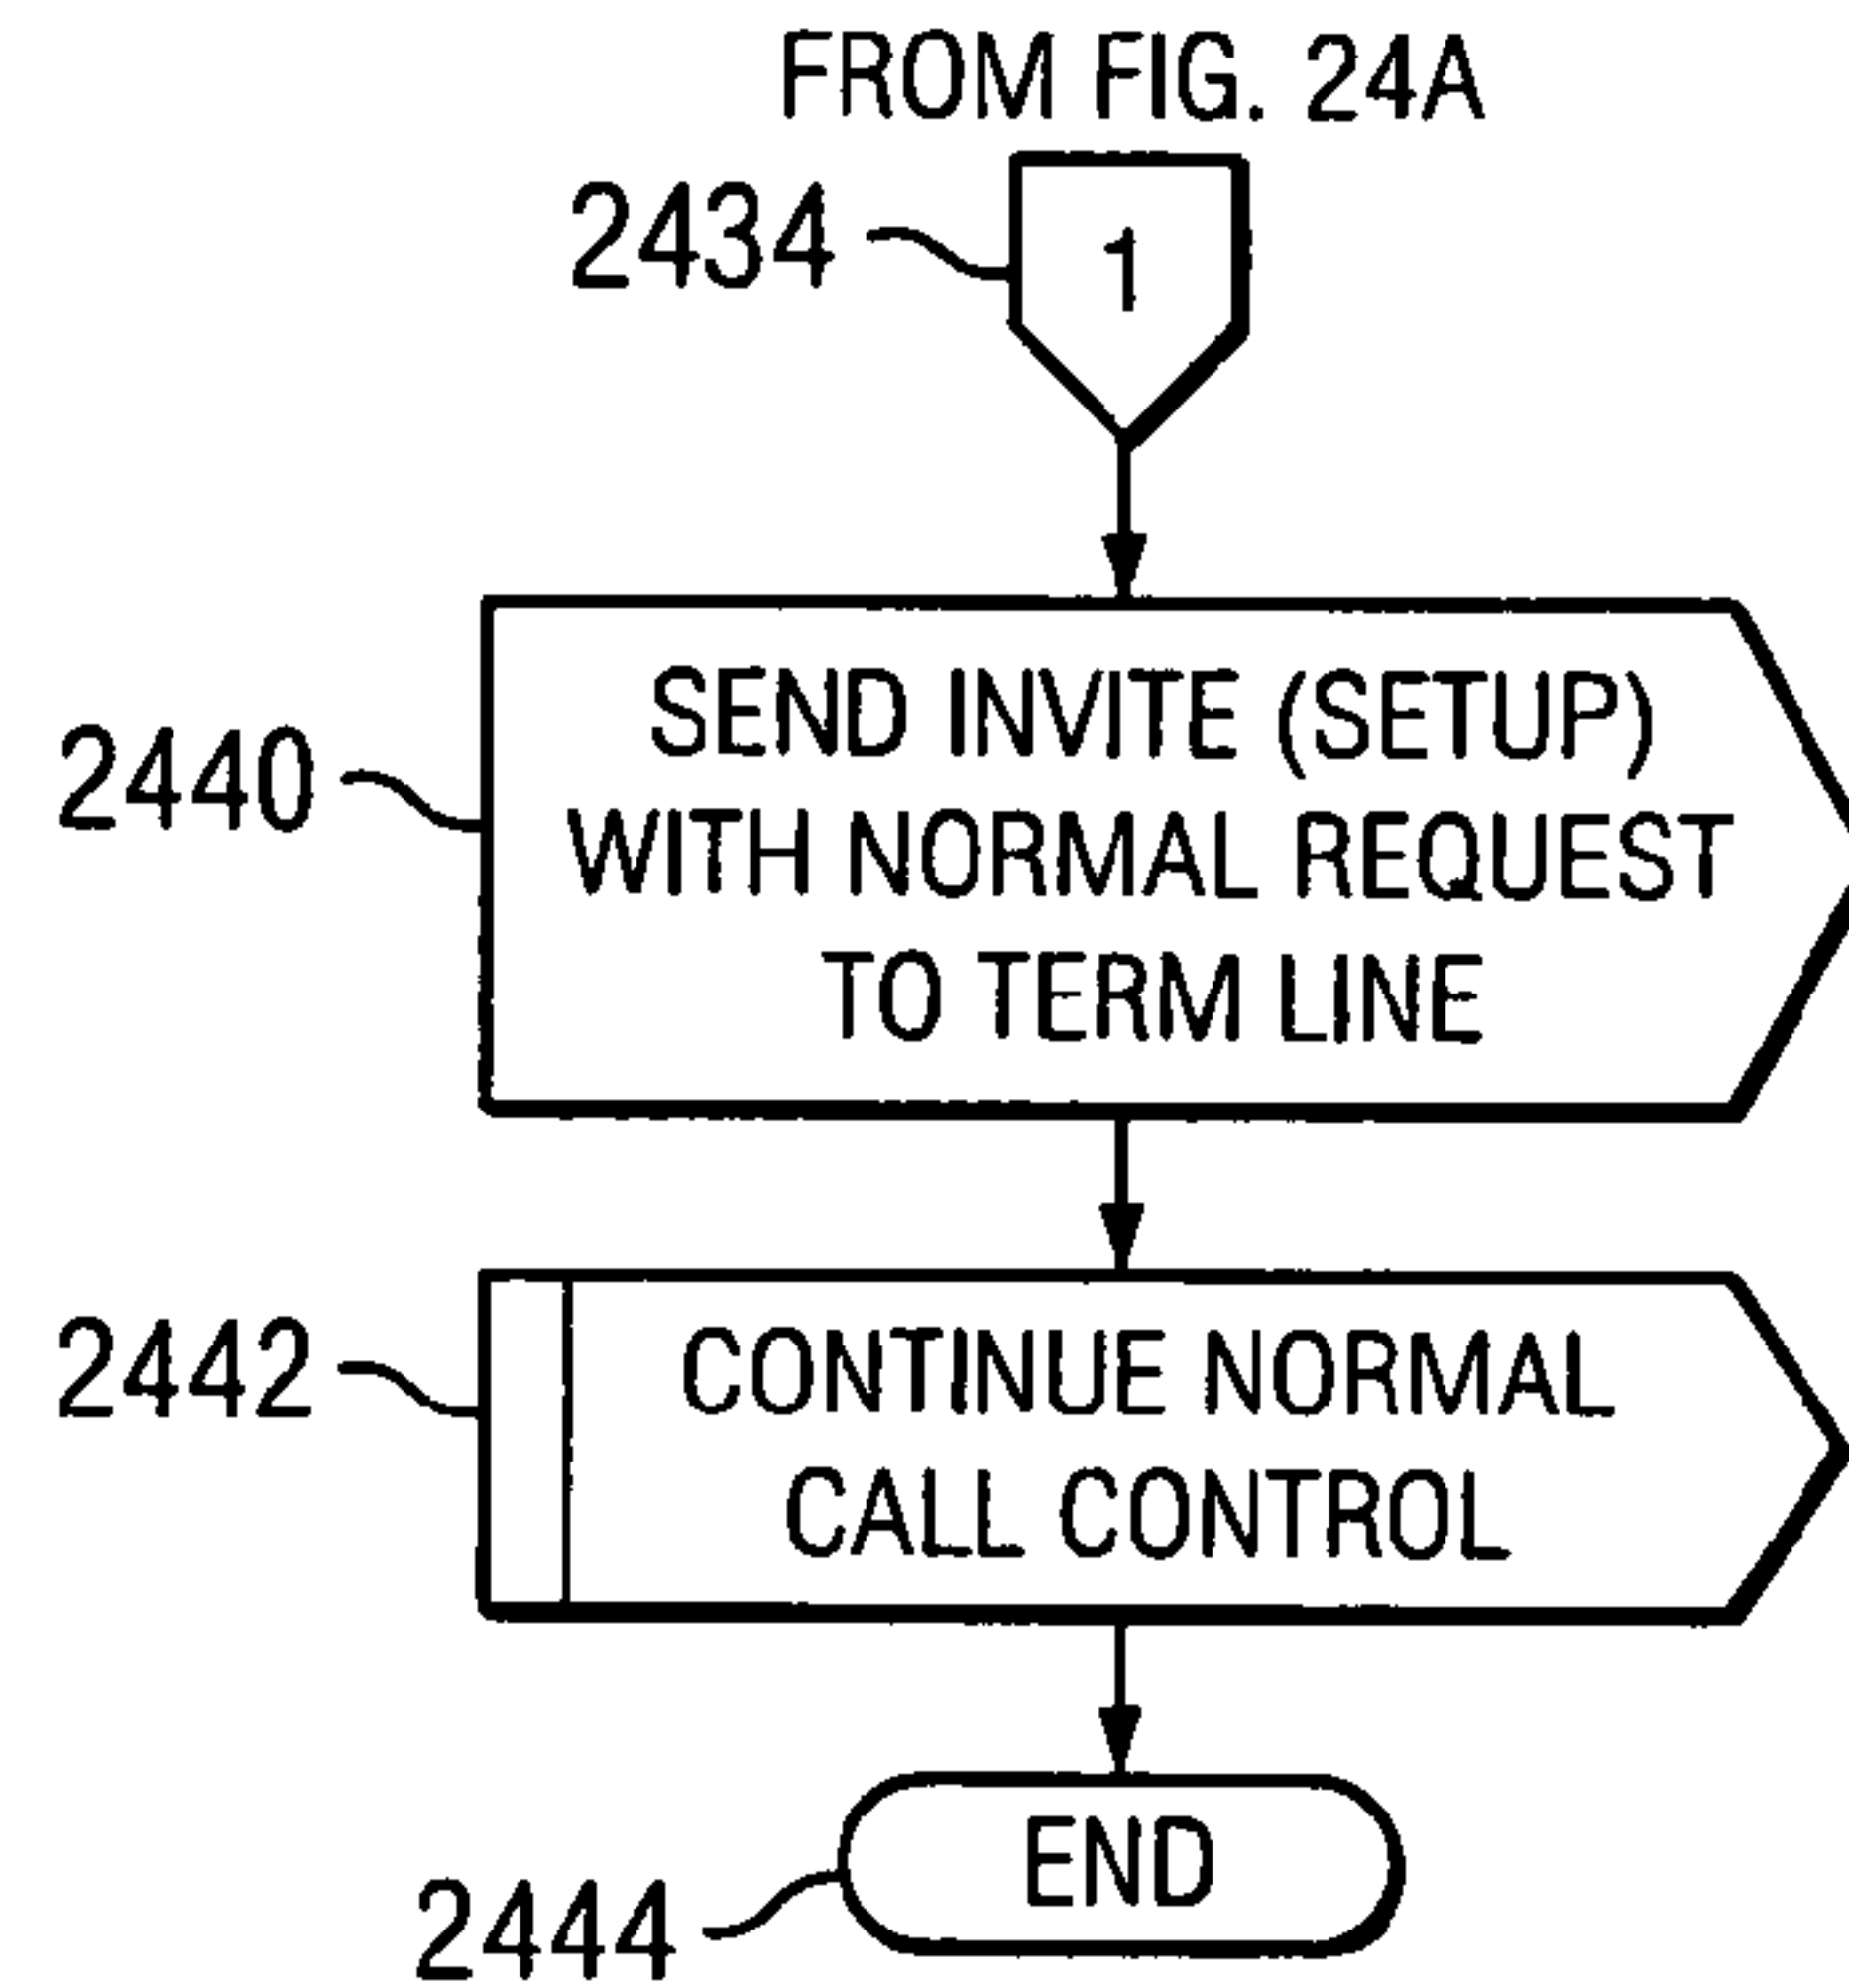 FROM FIG. 24A
2434
1
2440
SEND INVITE (SETUP)
WITH NORMAL REQUEST
TO TERM LINE
2442
CONTINUE NORMAL
CALL CONTROL
END
2444